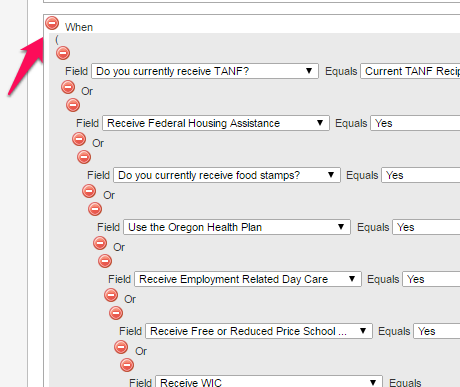 When
(
Field Do you currently receive TANF? Equals Current TANF Recip
Or
Field Receive Federal Housing Assistance Equals Yes
Or
Field Do you currently receive food stamps? Equals Yes
Or
Field Use the Oregon Health Plan Equals Yes
Or
Field Receive Employment Related Day Care Equals Yes
Or
Field Receive Free or Reduced Price School ... Equals Yes
Or
Field Receive WIC Equals